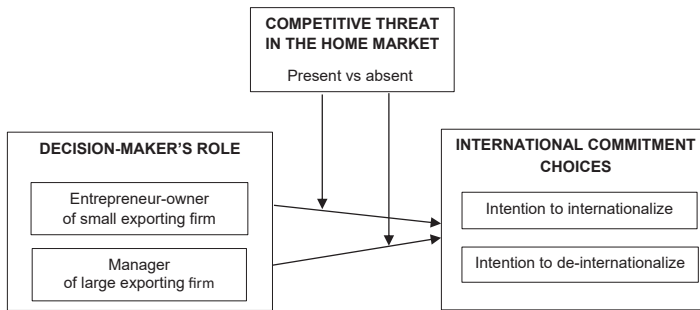 COMPETITIVE THREAT
IN THE HOME MARKET
Present vs absent
DECISION-MAKER'S ROLE
Entrepreneur-owner
of small exporting firm
Manager
of large exporting firm
INTERNATIONAL COMMITMENT
CHOICES
Intention to internationalize
Intention to de-internationalize